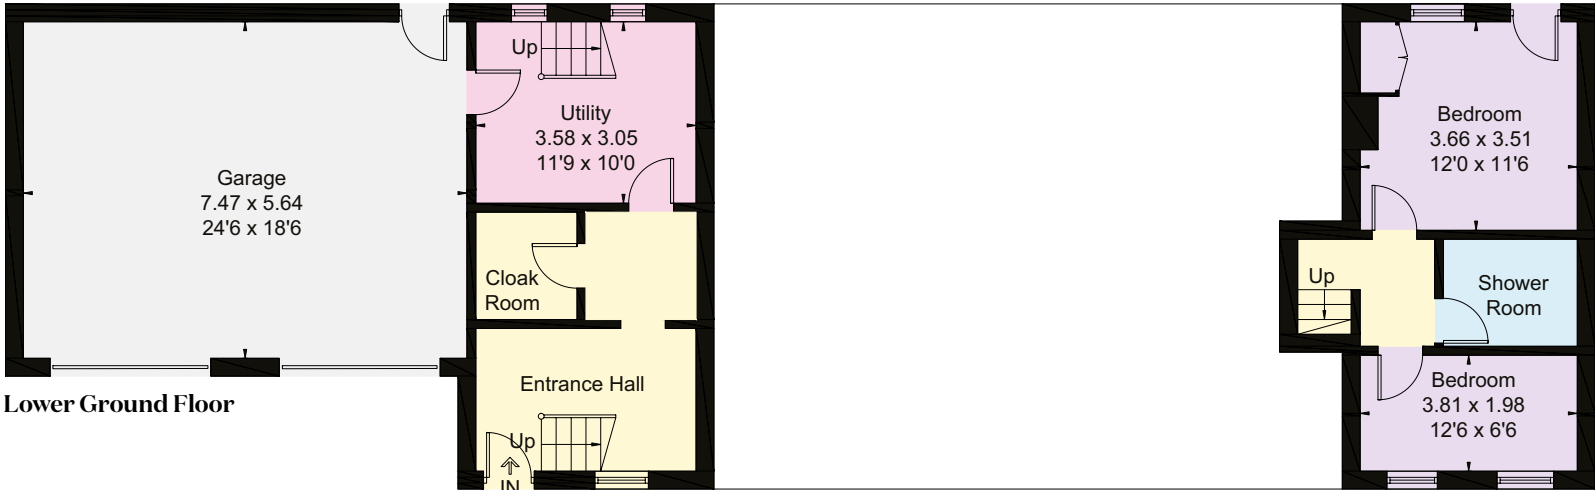 Up
Utility
3.58 x 3.05
11'9 x 10'0
Garage
7.47 x 5.64
24'6 x 18'6
Cloak
Room
Entrance Hall
Up
IN
Lower Ground Floor
Bedroom
3.66 x 3.51
12'0 x 11'6
Up
Shower
Room
Bedroom
3.81 x 1.98
12'6 x 6'6